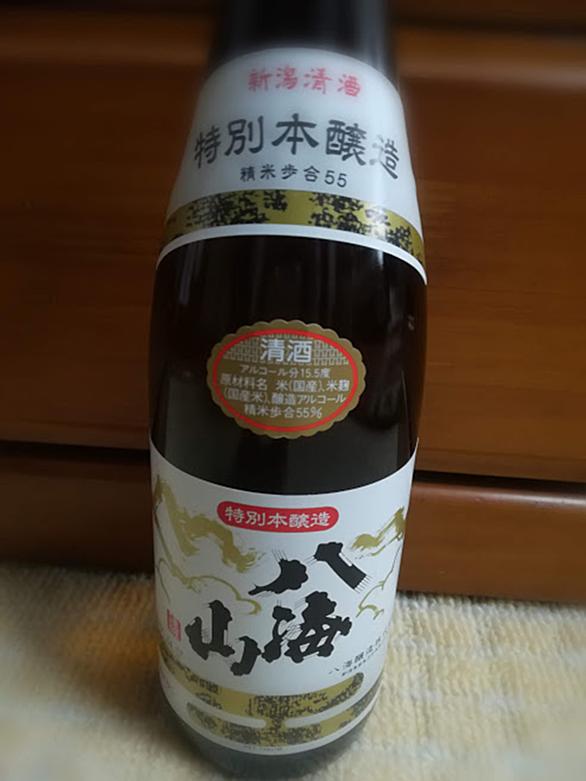 新潟清酒
特別本醸造
精米歩合55
清酒
アルコール分15.5度
原材料名 米(国産)、米麹
(国産米)、醸造アルコール
精米歩合55%
特別本醸造
八海山